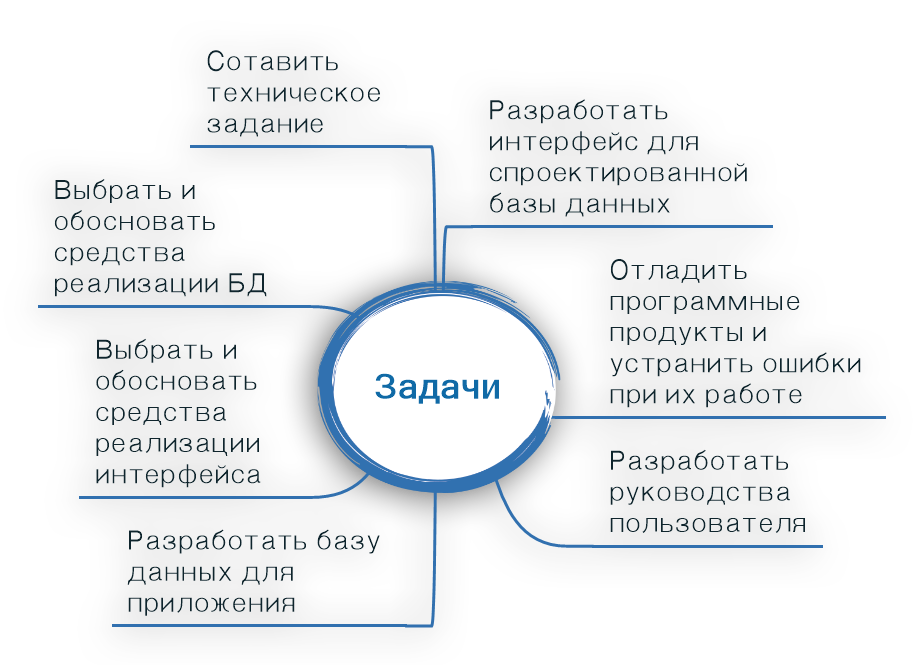 Сотавить
техническое
задание
Разработать
интерфейс для
спроектированной
базы данных
Выбрать и
обосновать
средства
реализации БД
Отладить
программные
продукты и
устранить ошибки
при их работе
Выбрать и
обосновать
средства
реализации
интерфейса
Задачи
Разработать
руководства
пользователя
Разработать базу
данных для
приложения